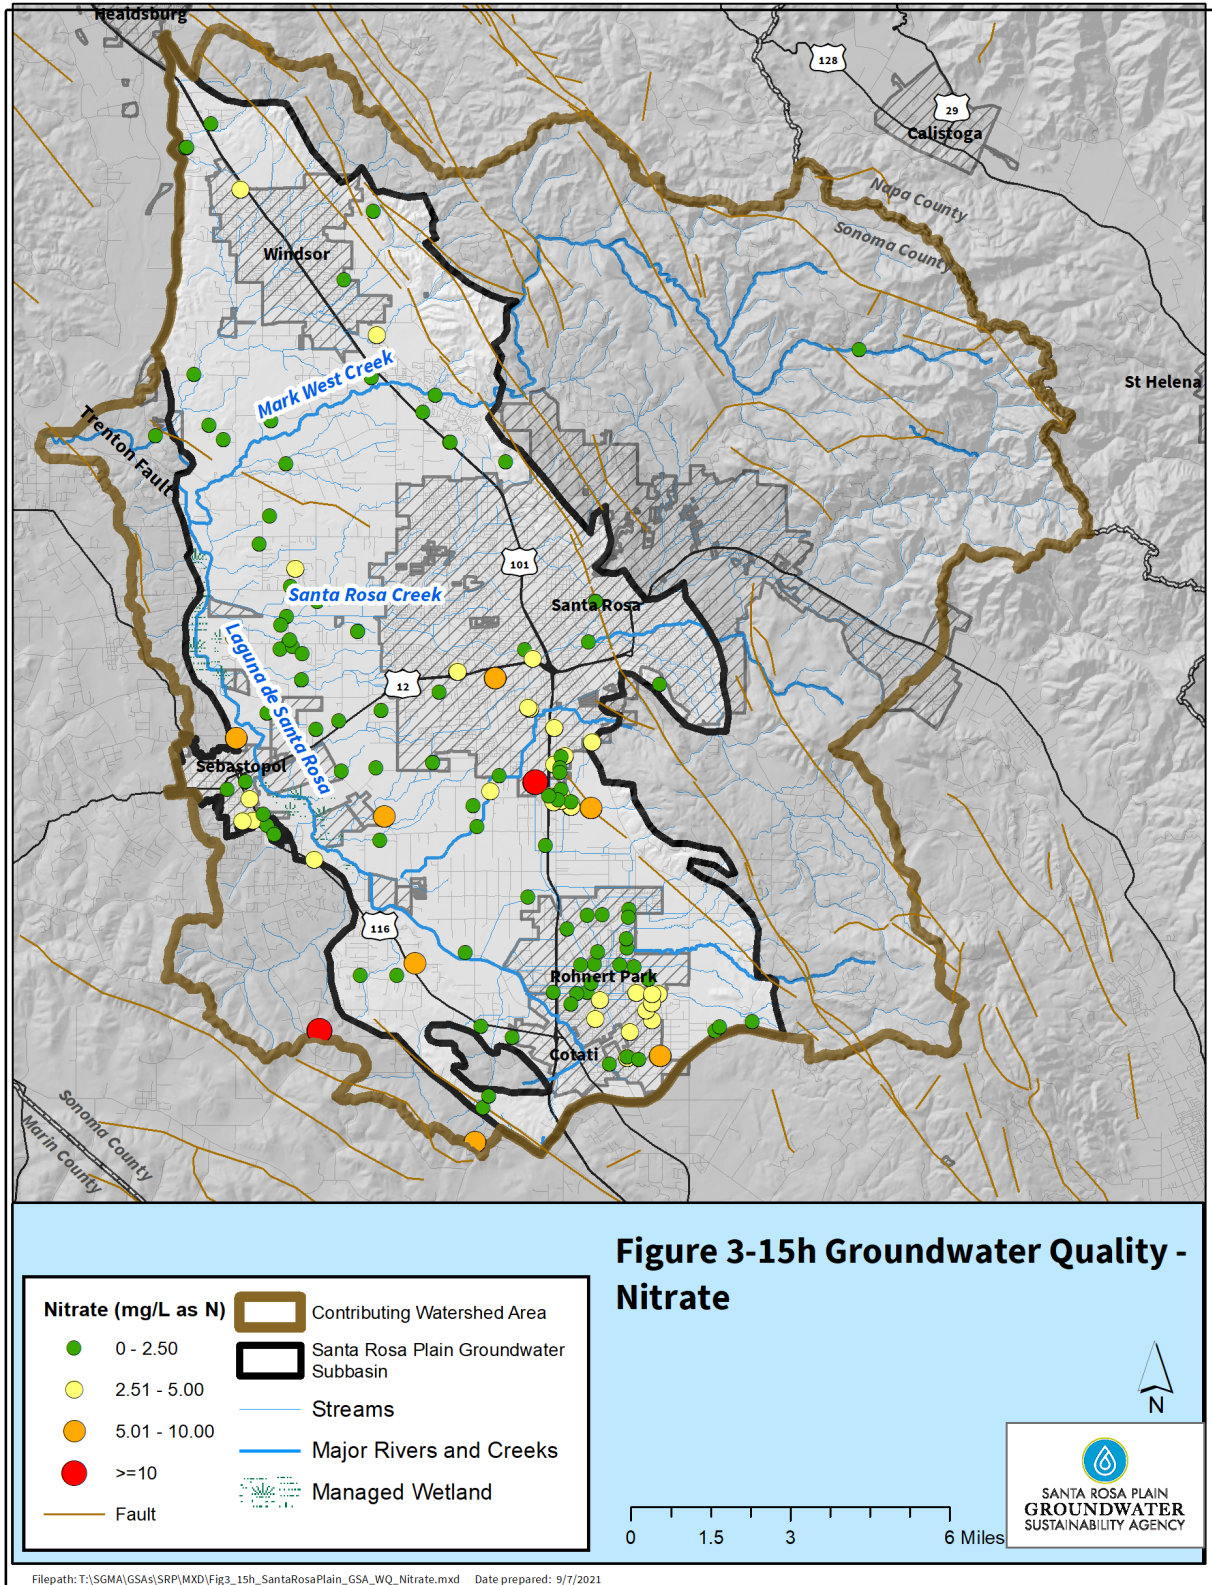 Healdsburg
128
29
Calistoga
Napa County
Sonoma County
Windsor
St Helena
Mark West Creek
Trenton Fault
101
Santa Rosa Creek
Santa Rosa
Laguna de Santa Rosa
12
Sebastopol
116
Rohnert Park
Cotati
Sonoma County
Marin County
Figure 3-15h Groundwater Quality -
Nitrate
Nitrate (mg/L as N)
0 - 2.50
2.51 - 5.00
5.01 - 10.00
>=10
Fault
Contributing Watershed Area
Santa Rosa Plain Groundwater
Subbasin
Streams
Major Rivers and Creeks
Managed Wetland
N
0 1.5 3 6 Miles
SANTA ROSA PLAIN
GROUNDWATER
SUSTAINABILITY AGENCY
Filepath: T:\SGMA\GSAs\SRP\MXD\Fig3_15h_SantaRosaPlain_GSA_WQ_Nitrate.mxd Date prepared: 9/7/2021